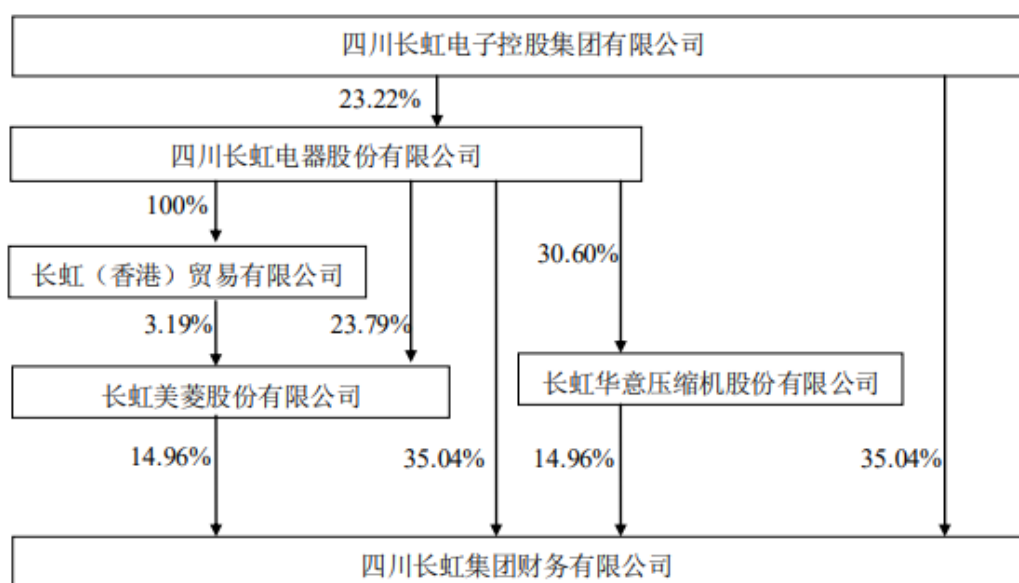 四川长虹电子控股集团有限公司
23.22%
四川长虹电器股份有限公司
100%
30.60%
长虹（香港）贸易有限公司
3.19%
23.79%
长虹美菱股份有限公司
长虹华意压缩机股份有限公司
14.96%
35.04%
14.96%
35.04%
四川长虹集团财务有限公司